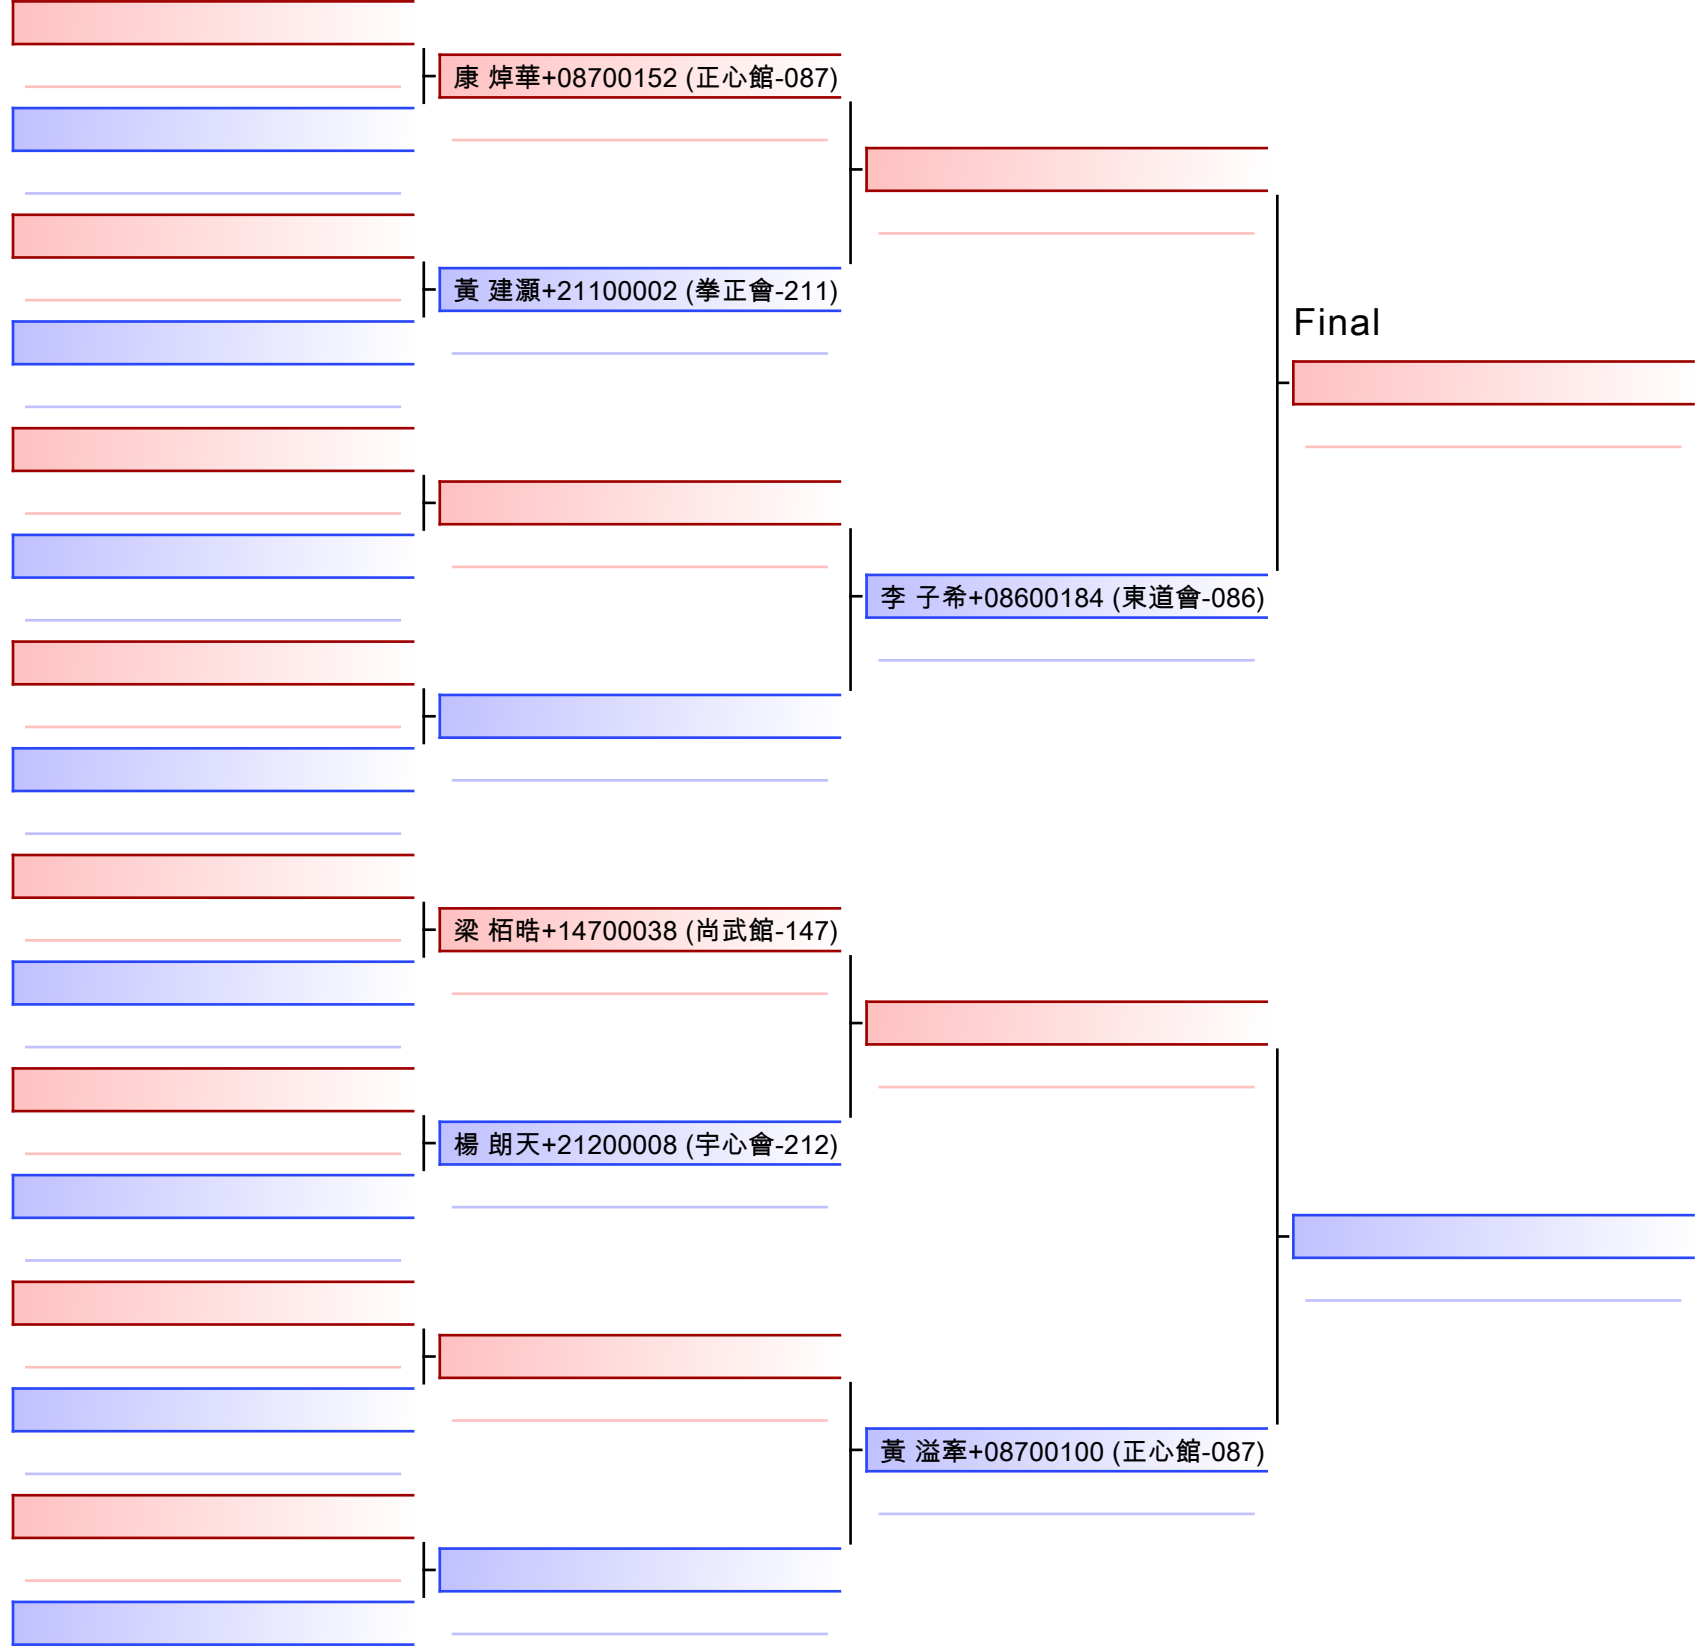 康 焯華+08700152 (正心館-087)
黃 建灝+21100002 (拳正會-211)
Final
李 子希+08600184 (東道會-086)
梁 栢晧+14700038 (尚武館-147)
楊 朗天+21200008 (宇心會-212)
黃 溢牽+08700100 (正心館-087)